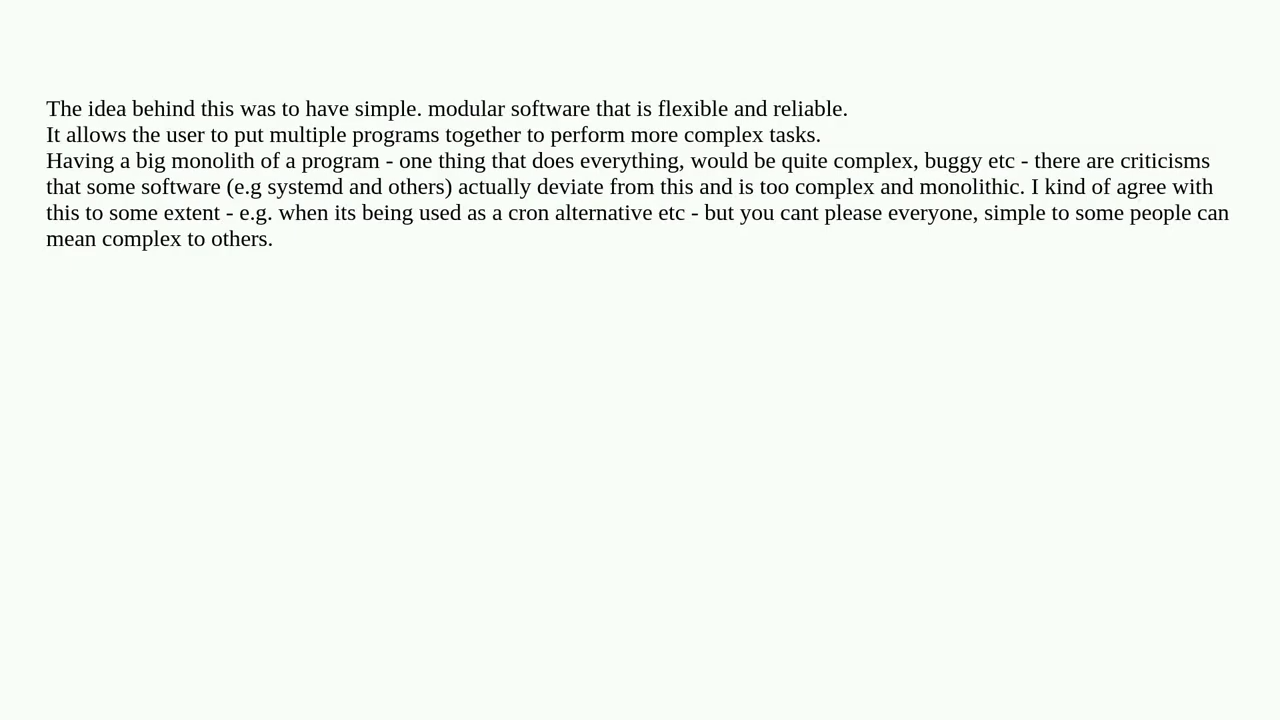 The idea behind this was to have simple. modular software that is flexible and reliable.
It allows the user to put multiple programs together to perform more complex tasks.
Having a big monolith of a program - one thing that does everything, would be quite complex, buggy etc - there are criticisms
that some software (e.g systemd and others) actually deviate from this and is too complex and monolithic. I kind of agree with
this to some extent - e.g. when its being used as a cron alternative etc - but you cant please everyone, simple to some people can
mean complex to others.